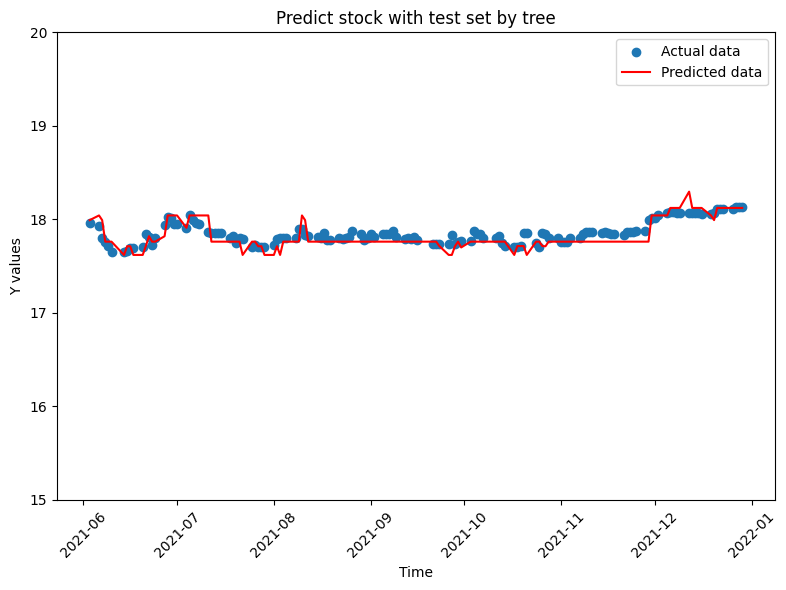 Predict stock with test set by tree
Actual data
Predicted data
Y values
20
19
18
17
16
15
2021-06
2021-07
2021-08
2021-09
2021-10
2021-11
2021-12
2022-01
Time